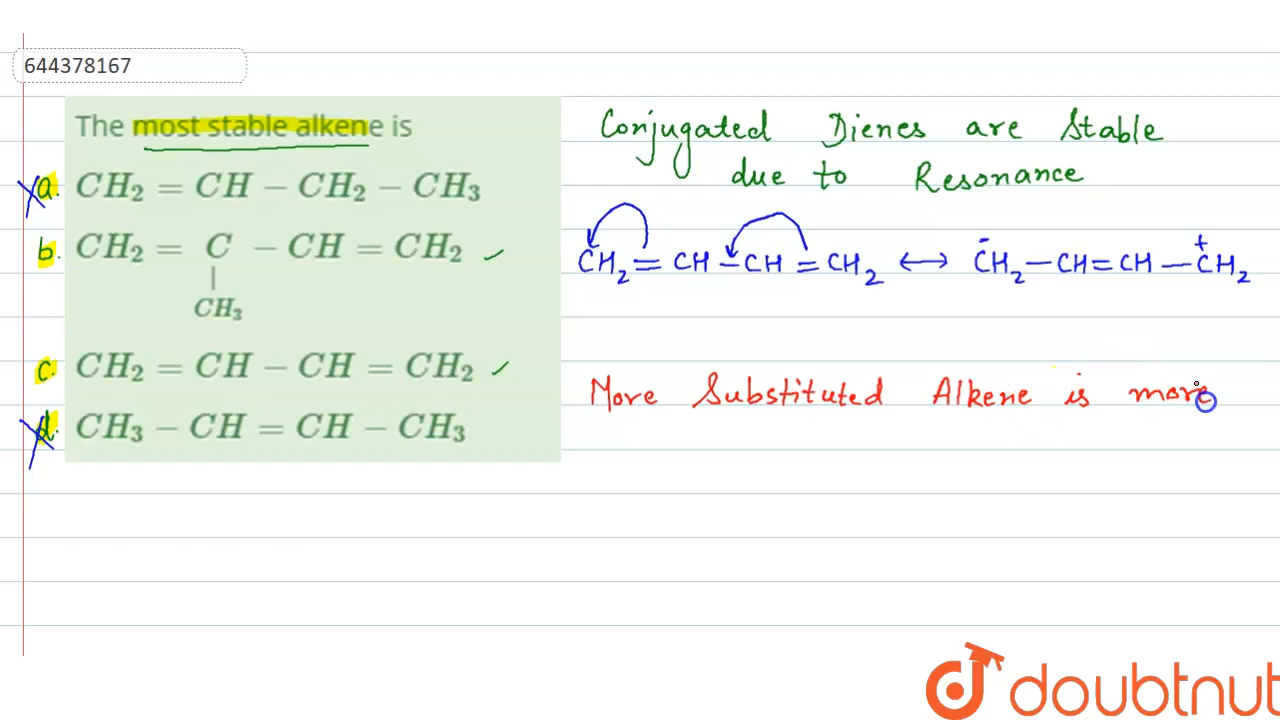 644378167
The most stable alkene is
a. CH₂ = CH − CH₂ − CH₃
b. CH₂ = C − CH = CH₂
|
CH₃
c. CH₂ = CH − CH = CH₂
d. CH₃ − CH = CH − CH₃
Conjugated Dienes are Stable
due to Resonance
CH₂ = CH − CH = CH₂ ⟷ C̄H₂ − CH = CH − C⁺H₂
More Substituted Alkene is more
doubtnut